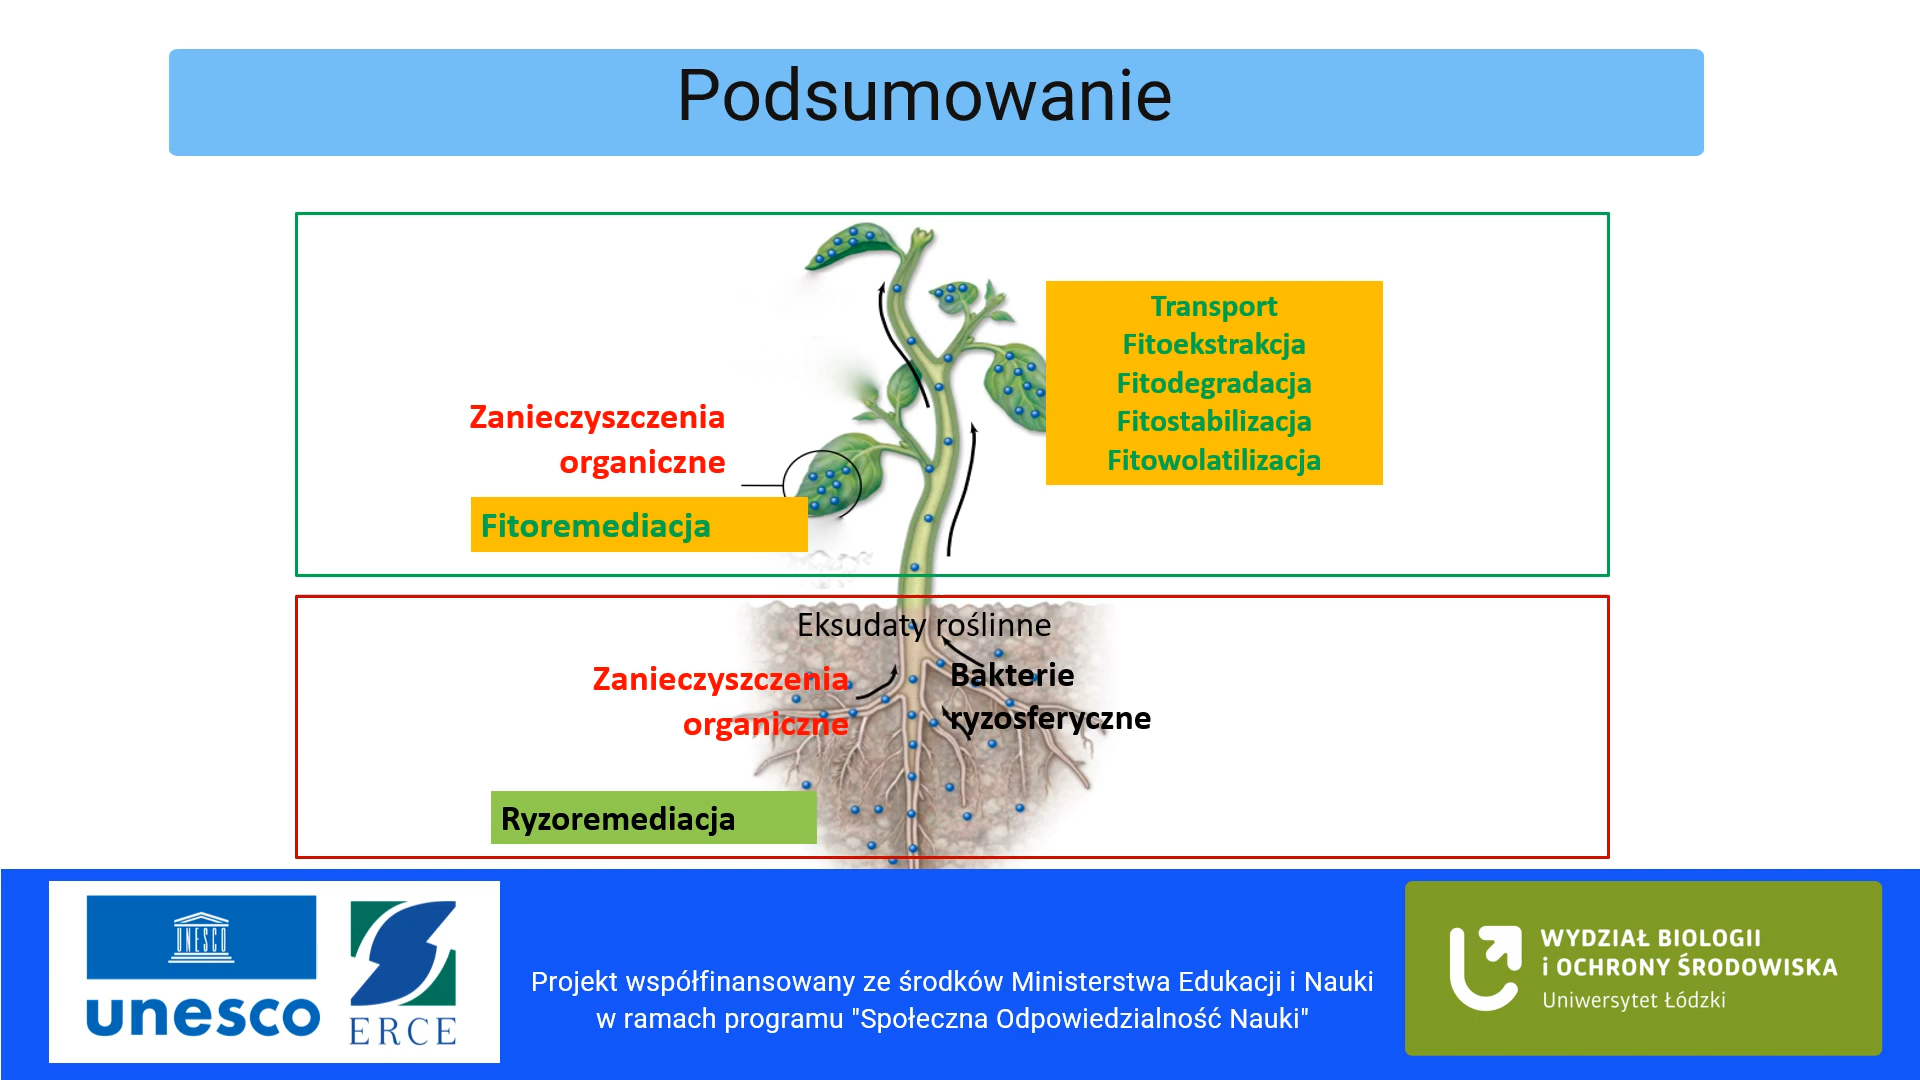 Podsumowanie
Transport
Fitoekstrakcja
Fitodegradacja
Fitostabilizacja
Fitowolatilizacja
Zanieczyszczenia
organiczne
Fitoremediacja
Eksudaty roślinne
Zanieczyszczenia
organiczne
Bakterie
ryzosferyczne
Ryzoremediacja
UNESCO
unesco
ERCE
Projekt współfinansowany ze środków Ministerstwa Edukacji i Nauki
w ramach programu "Społeczna Odpowiedzialność Nauki"
WYDZIAŁ BIOLOGII
i OCHRONY ŚRODOWISKA
Uniwersytet Łódzki